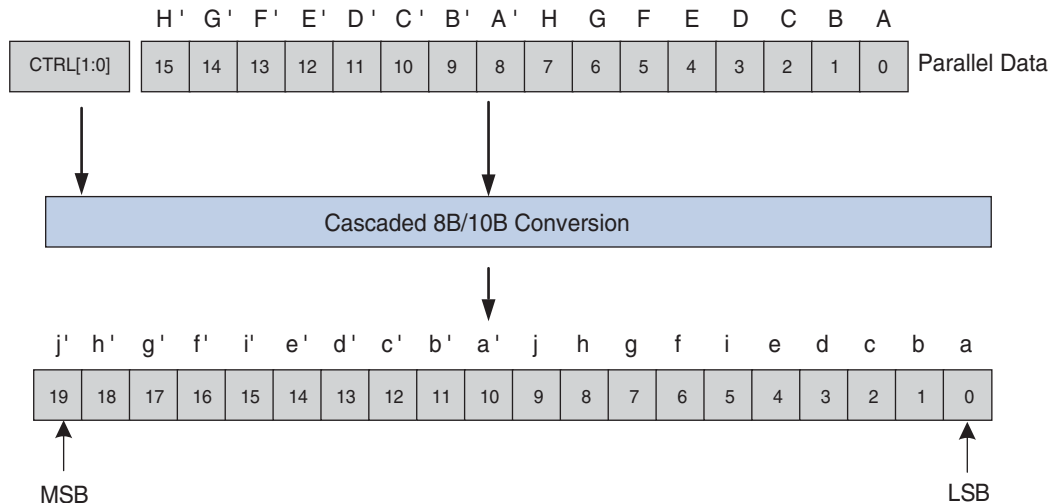 H' G' F' E' D' C' B' A' H G F E D C B A
CTRL[1:0] 15 14 13 12 11 10 9 8 7 6 5 4 3 2 1 0 Parallel Data
Cascaded 8B/10B Conversion
j' h' g' f' i' e' d' c' b' a' j h g f i e d c b a
19 18 17 16 15 14 13 12 11 10 9 8 7 6 5 4 3 2 1 0
MSB LSB